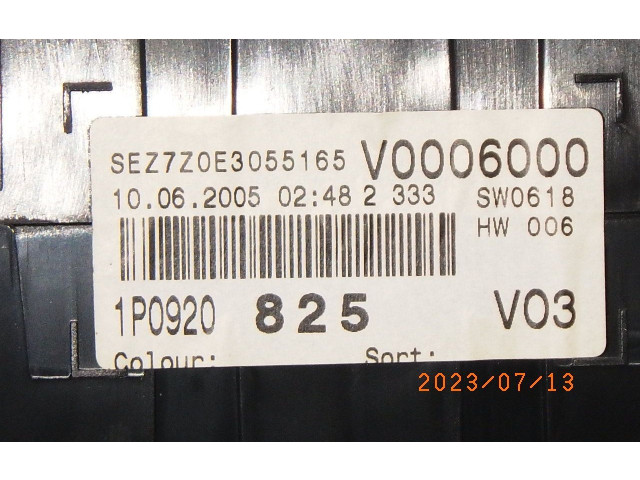 SEZ7Z0E3055165 V0006000
10.06.2005 02:48 2 333 SW0618
HW 006
1P0920 825 V03
Colour: Sort:
2023/07/13